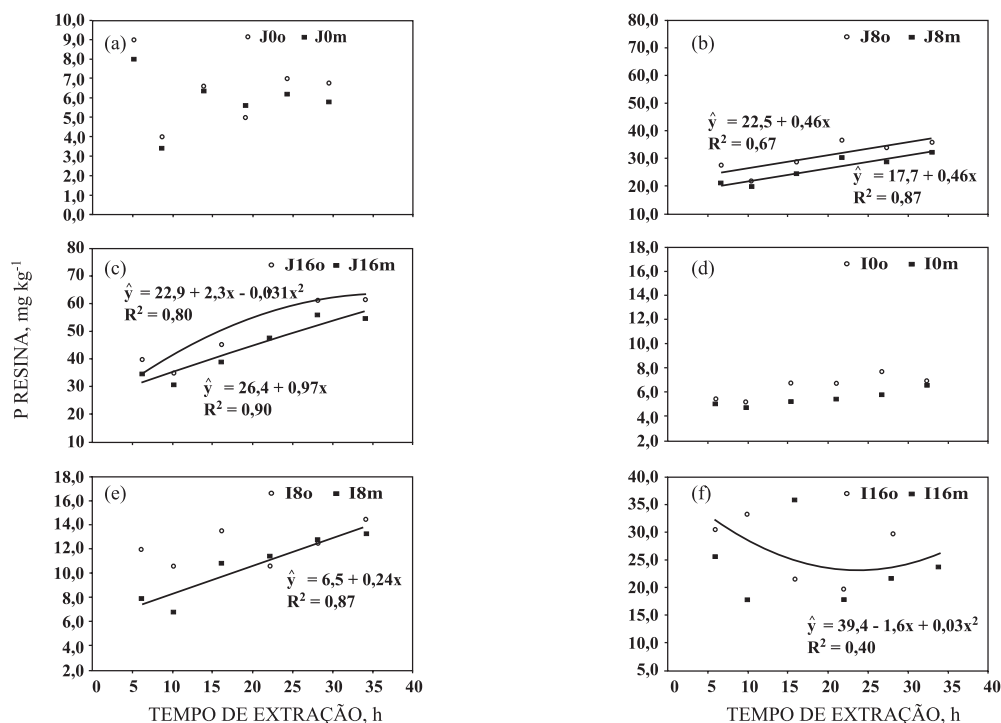 P RESINA, mg kg-1
10,0
9,0
8,0
7,0
6,0
5,0
4,0
3,0
2,0
1,0
0,0
(a)
J0o J0m
80,0
70,0
60,0
50,0
40,0
30,0
20,0
10,0
(b)
J8o J8m
ŷ = 22,5 + 0,46x
R² = 0,67
ŷ = 17,7 + 0,46x
R² = 0,87
80
70
60
50
40
30
20
10
(c)
J16o J16m
ŷ = 22,9 + 2,3x - 0,031x²
R² = 0,80
ŷ = 26,4 + 0,97x
R² = 0,90
18,0
16,0
14,0
12,0
10,0
8,0
6,0
4,0
2,0
(d)
I0o I0m
18,0
16,0
14,0
12,0
10,0
8,0
6,0
4,0
2,0
(e)
I8o I8m
ŷ = 6,5 + 0,24x
R² = 0,87
0 5 10 15 20 25 30 35 40
TEMPO DE EXTRAÇÃO, h
40,0
35,0
30,0
25,0
20,0
15,0
10,0
5,0
(f)
I16o I16m
ŷ = 39,4 - 1,6x + 0,03x²
R² = 0,40
0 5 10 15 20 25 30 35 40
TEMPO DE EXTRAÇÃO, h